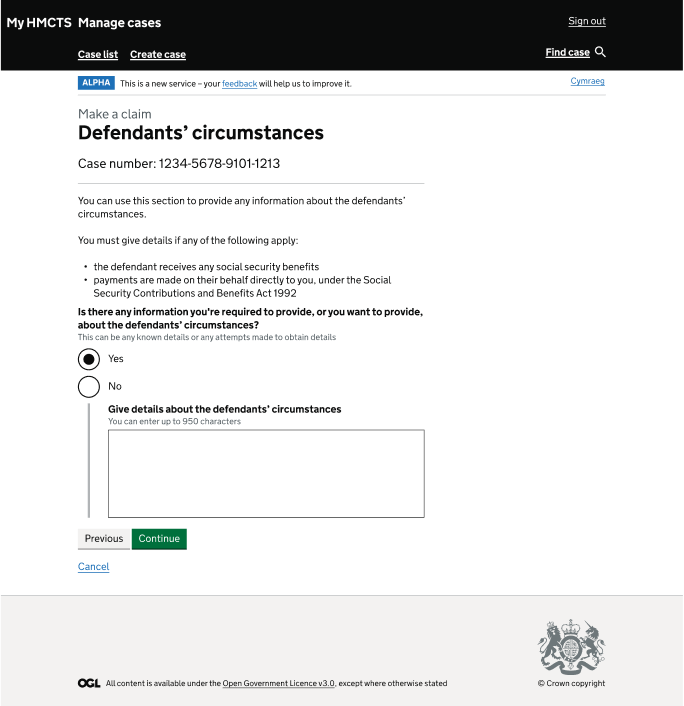 My HMCTS Manage cases
Sign out
Case list Create case
Find case
ALPHA This is a new service – your feedback will help us to improve it.
Cymraeg
Make a claim
Defendants’ circumstances
Case number: 1234-5678-9101-1213
You can use this section to provide any information about the defendants’
circumstances.
You must give details if any of the following apply:
• the defendant receives any social security benefits
• payments are made on their behalf directly to you, under the Social
Security Contributions and Benefits Act 1992
Is there any information you're required to provide, or you want to provide,
about the defendants’ circumstances?
This can be any known details or any attempts made to obtain details
Yes
No
Give details about the defendants’ circumstances
You can enter up to 950 characters
Previous Continue
Cancel
OGL All content is available under the Open Government Licence v3.0, except where otherwise stated
© Crown copyright